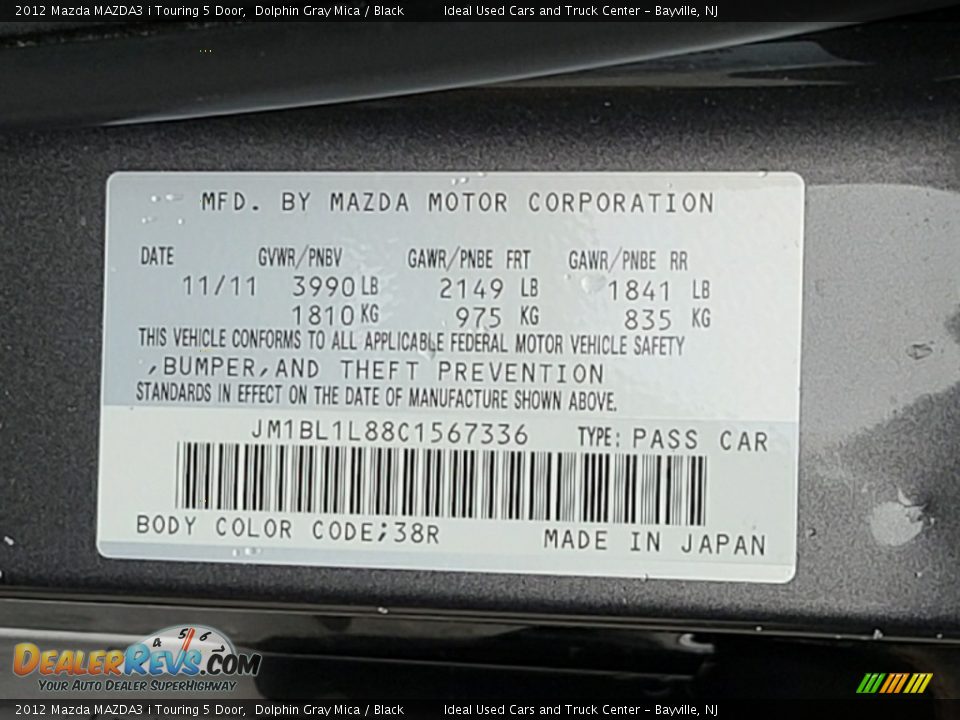 2012 Mazda MAZDA3 i Touring 5 Door, Dolphin Gray Mica / Black Ideal Used Cars and Truck Center - Bayville, NJ
MFD. BY MAZDA MOTOR CORPORATION
DATE GVWR/PNBV GAWR/PNBE FRT GAWR/PNBE RR
11/11 3990 LB 2149 LB 1841 LB
1810 KG 975 KG 835 KG
THIS VEHICLE CONFORMS TO ALL APPLICABLE FEDERAL MOTOR VEHICLE SAFETY
,BUMPER,AND THEFT PREVENTION
STANDARDS IN EFFECT ON THE DATE OF MANUFACTURE SHOWN ABOVE.
JM1BL1L88C1567336 TYPE: PASS CAR
BODY COLOR CODE;38R MADE IN JAPAN
4 5 6 7
DEALERREVS.COM
YOUR AUTO DEALER SUPERHIGHWAY
2012 Mazda MAZDA3 i Touring 5 Door, Dolphin Gray Mica / Black Ideal Used Cars and Truck Center - Bayville, NJ